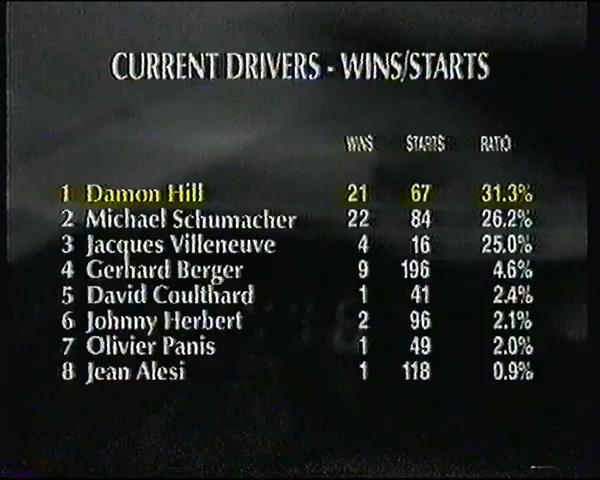 CURRENT DRIVERS - WINS/STARTS
WINS STARTS RATIO
1 Damon Hill 21 67 31.3%
2 Michael Schumacher 22 84 26.2%
3 Jacques Villeneuve 4 16 25.0%
4 Gerhard Berger 9 196 4.6%
5 David Coulthard 1 41 2.4%
6 Johnny Herbert 2 96 2.1%
7 Olivier Panis 1 49 2.0%
8 Jean Alesi 1 118 0.9%